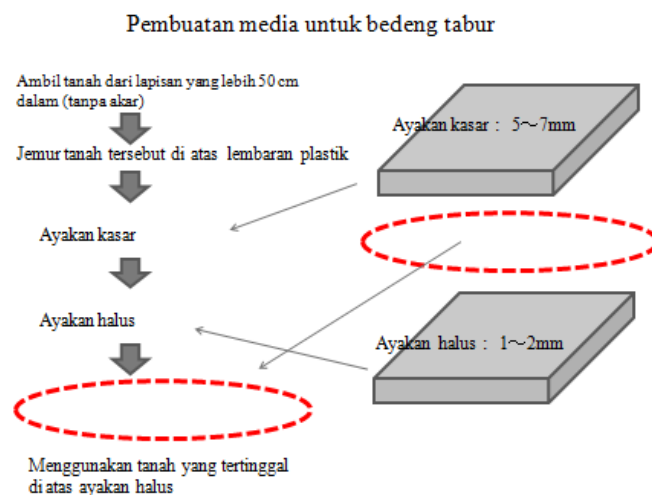 Pembuatan media untuk bedeng tabur
Ambil tanah dari lapisan yang lebih 50 cm
dalam (tanpa akar)
Jemur tanah tersebut di atas lembaran plastik
Ayakan kasar
Ayakan halus
Menggunakan tanah yang tertinggal
di atas ayakan halus
Ayakan kasar : 5～7mm
Ayakan halus : 1～2mm